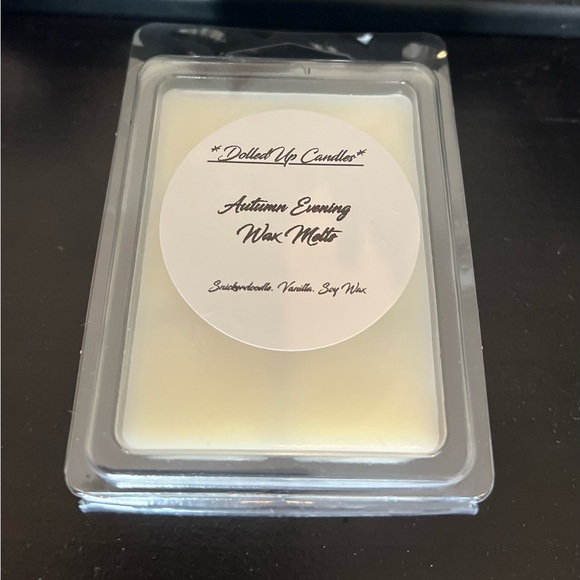 *Dolled Up Candles*
Autumn Evening
Wax Melts
Snickerdoodle, Vanilla, Soy Wax